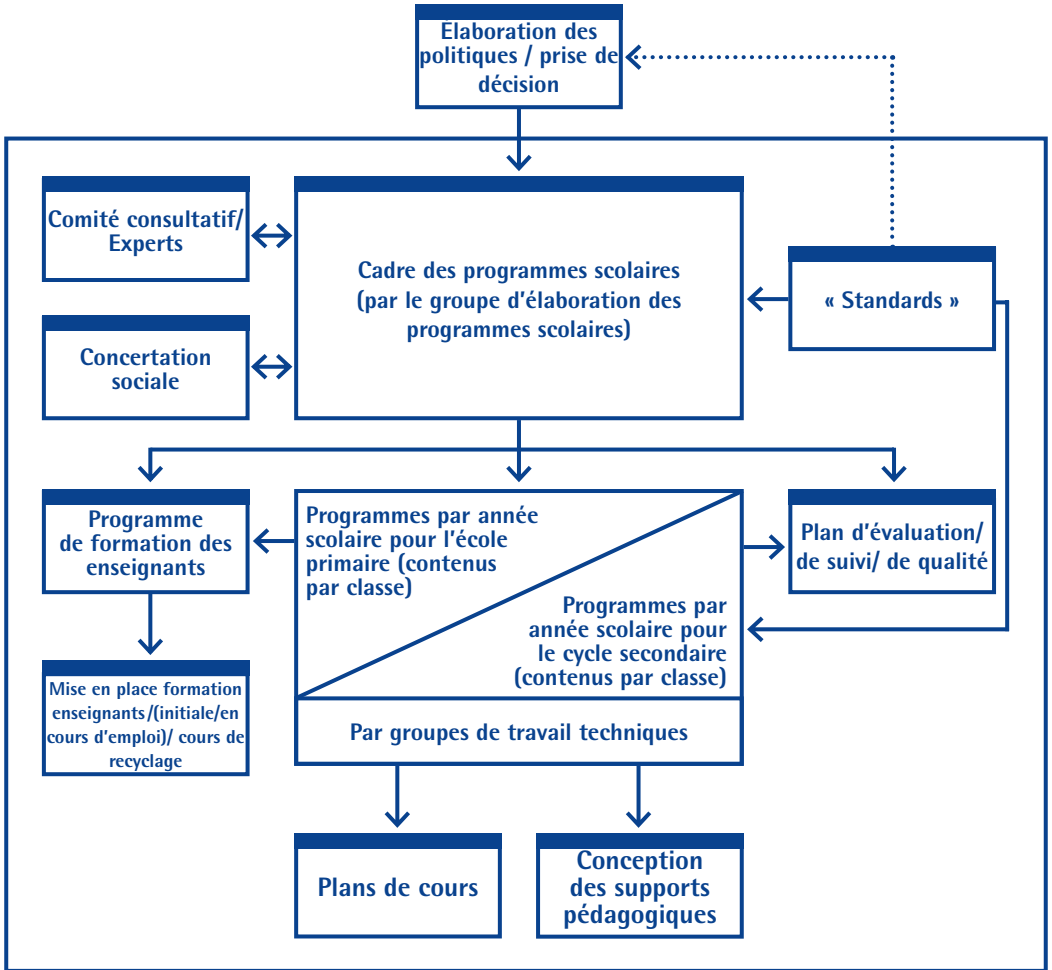 Élaboration des
politiques / prise de
décision
Comité consultatif/
Experts
Cadre des programmes scolaires
(par le groupe d'élaboration des
programmes scolaires)
« Standards »
Concertation
sociale
Programme
de formation des
enseignants
Programmes par année
scolaire pour l'école
primaire (contenus
par classe)
Programmes par
année scolaire pour
le cycle secondaire
(contenus par classe)
Plan d'évaluation/
de suivi/ de qualité
Mise en place formation
enseignants/(initiale/en
cours d'emploi)/ cours de
recyclage
Par groupes de travail techniques
Plans de cours
Conception
des supports
pédagogiques